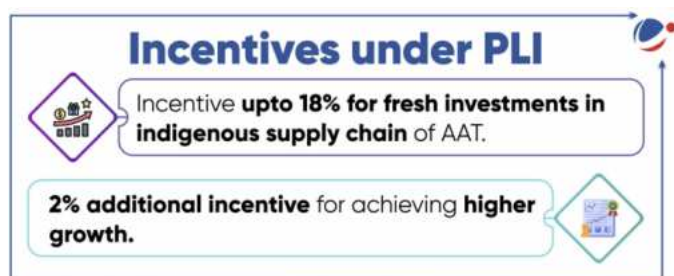 Incentives under PLI
Incentive upto 18% for fresh investments in
indigenous supply chain of AAT.
2% additional incentive for achieving higher
growth.